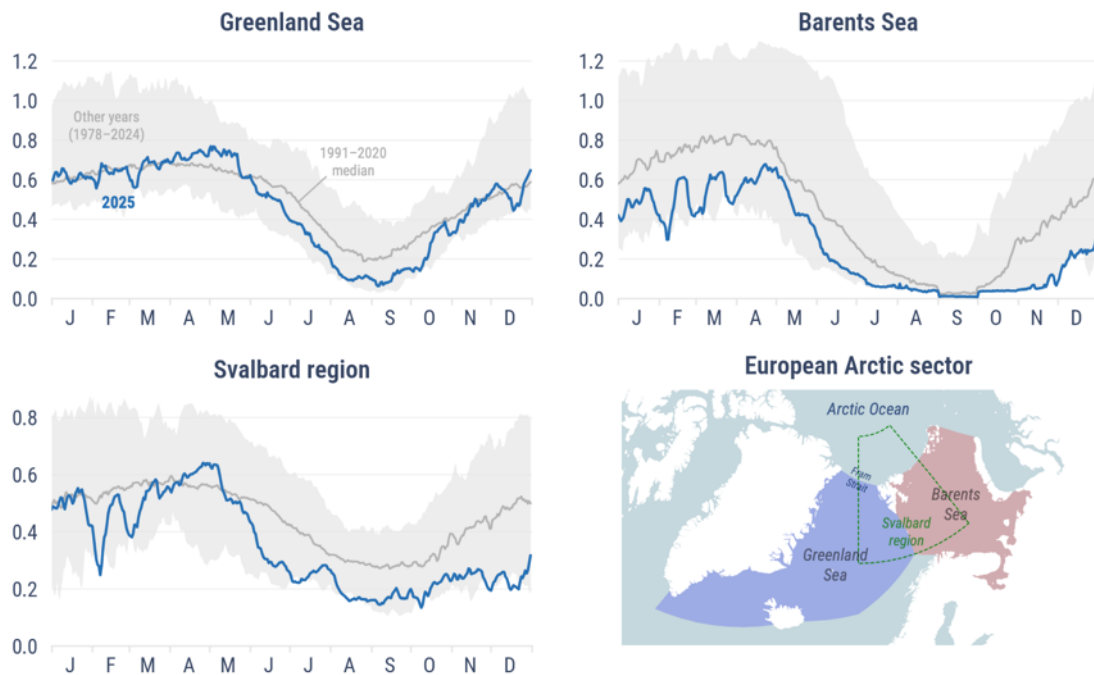 Greenland Sea
1.2
1.0
0.8
0.6
0.4
0.2
0.0
Other years
(1978–2024)
1991–2020
median
2025
J F M A M J J A S O N D
Barents Sea
1.2
1.0
0.8
0.6
0.4
0.2
0.0
J F M A M J J A S O N D
Svalbard region
0.8
0.6
0.4
0.2
0.0
J F M A M J J A S O N D
European Arctic sector
Arctic Ocean
Fram
Strait
Barents
Sea
Svalbard
region
Greenland
Sea